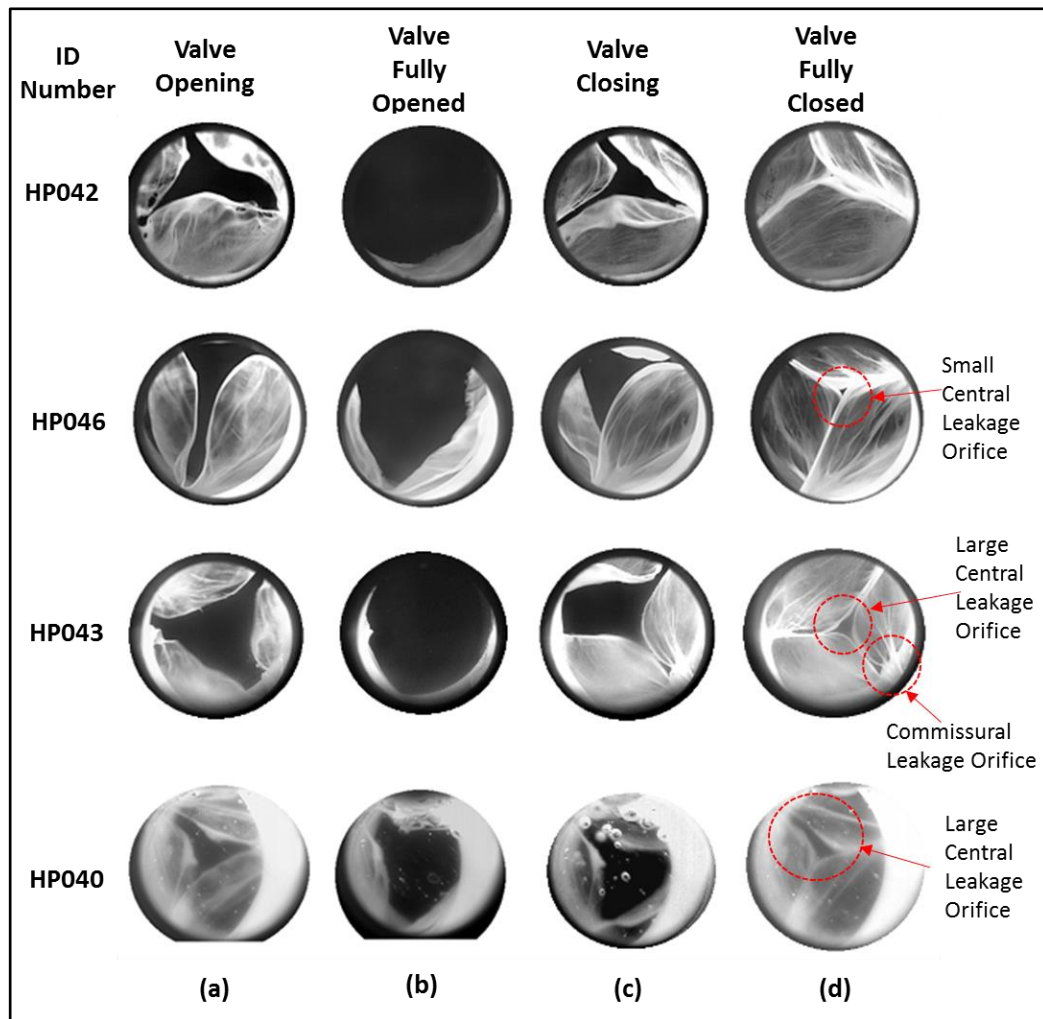 ID
Number
Valve
Opening
Valve
Fully
Opened
Valve
Closing
Valve
Fully
Closed
HP042
HP046
Small
Central
Leakage
Orifice
HP043
Large
Central
Leakage
Orifice
Commissural
Leakage Orifice
HP040
Large
Central
Leakage
Orifice
(a)
(b)
(c)
(d)